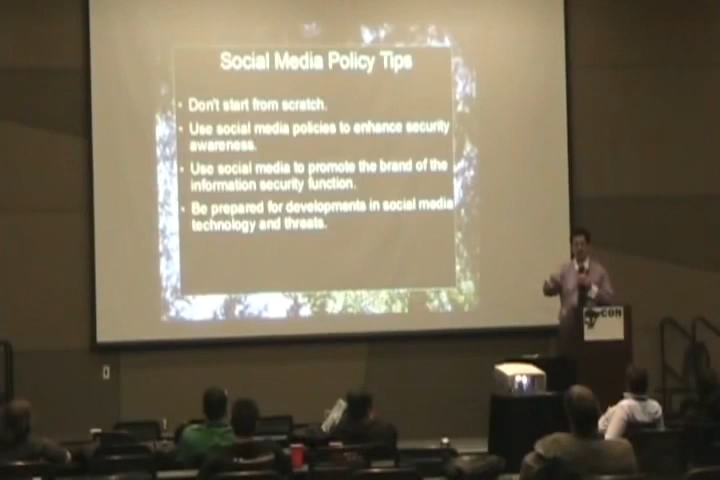 Social Media Policy Tips
• Don't start from scratch.
• Use social media policies to enhance security
awareness.
• Use social media to promote the brand of the
information security function.
• Be prepared for developments in social media
technology and threats.
CON